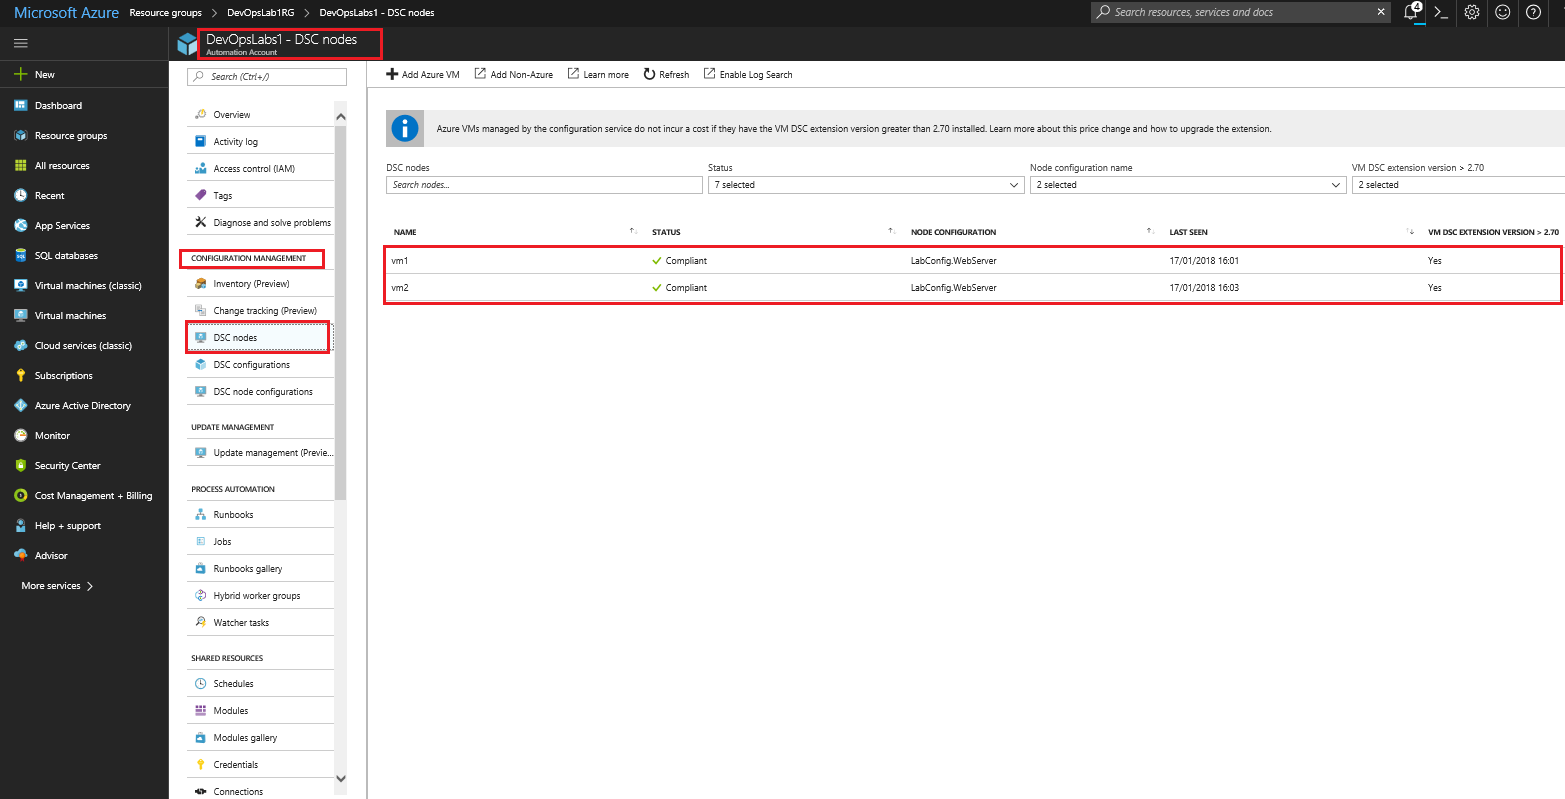 Microsoft Azure Resource groups > DevOpsLab1RG > DevOpsLabs1 - DSC nodes
Search resources, services and docs
4
DevOpsLabs1 - DSC nodes
Automation Account
New
Dashboard
Resource groups
All resources
Recent
App Services
SQL databases
Virtual machines (classic)
Virtual machines
Cloud services (classic)
Subscriptions
Azure Active Directory
Monitor
Security Center
Cost Management + Billing
Help + support
Advisor
More services >
Search (Ctrl+/)
Overview
Activity log
Access control (IAM)
Tags
Diagnose and solve problems
CONFIGURATION MANAGEMENT
Inventory (Preview)
Change tracking (Preview)
DSC nodes
DSC configurations
DSC node configurations
UPDATE MANAGEMENT
Update management (Previe...
PROCESS AUTOMATION
Runbooks
Jobs
Runbooks gallery
Hybrid worker groups
Watcher tasks
SHARED RESOURCES
Schedules
Modules
Modules gallery
Credentials
Connections
Add Azure VM Add Non-Azure Learn more Refresh Enable Log Search
Azure VMs managed by the configuration service do not incur a cost if they have the VM DSC extension version greater than 2.70 installed. Learn more about this price change and how to upgrade the extension.
DSC nodes Status Node configuration name VM DSC extension version > 2.70
Search nodes... 7 selected 2 selected 2 selected
NAME STATUS NODE CONFIGURATION LAST SEEN VM DSC EXTENSION VERSION > 2.70
vm1 Compliant LabConfig.WebServer 17/01/2018 16:01 Yes
vm2 Compliant LabConfig.WebServer 17/01/2018 16:03 Yes